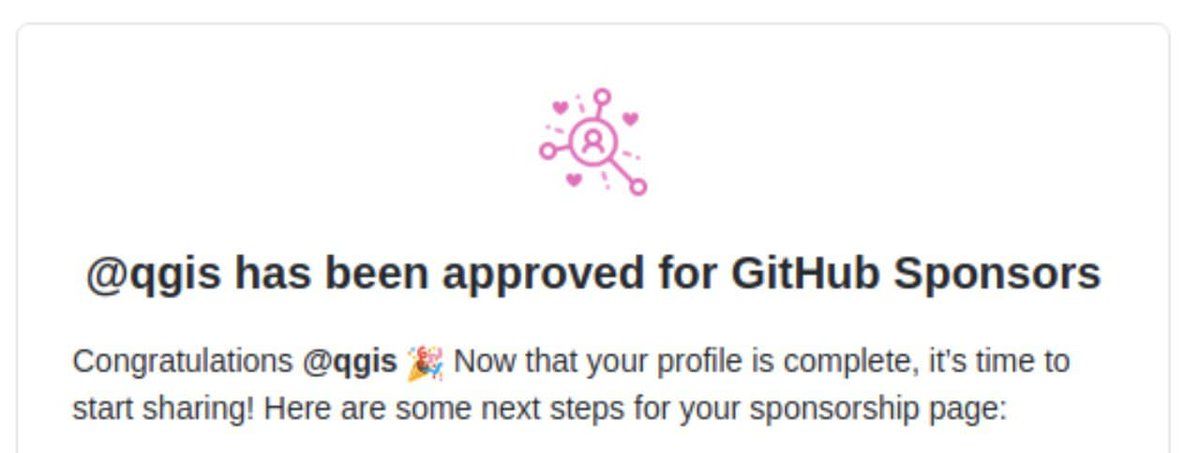 @qgis has been approved for GitHub Sponsors
Congratulations @qgis 🎉 Now that your profile is complete, it's time to
start sharing! Here are some next steps for your sponsorship page: